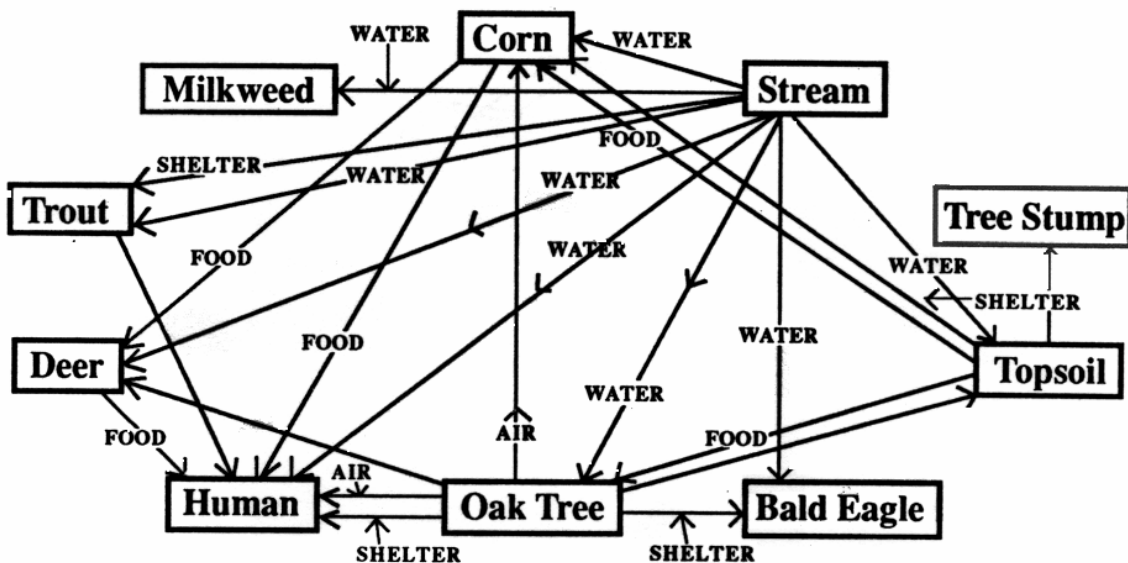 WATER
Corn
WATER
Milkweed
Stream
FOOD
SHELTER
WATER
WATER
Trout
Tree Stump
FOOD
WATER
WATER
SHELTER
FOOD
WATER
Deer
Topsoil
WATER
FOOD
FOOD
AIR
AIR
Human
Oak Tree
Bald Eagle
SHELTER
SHELTER